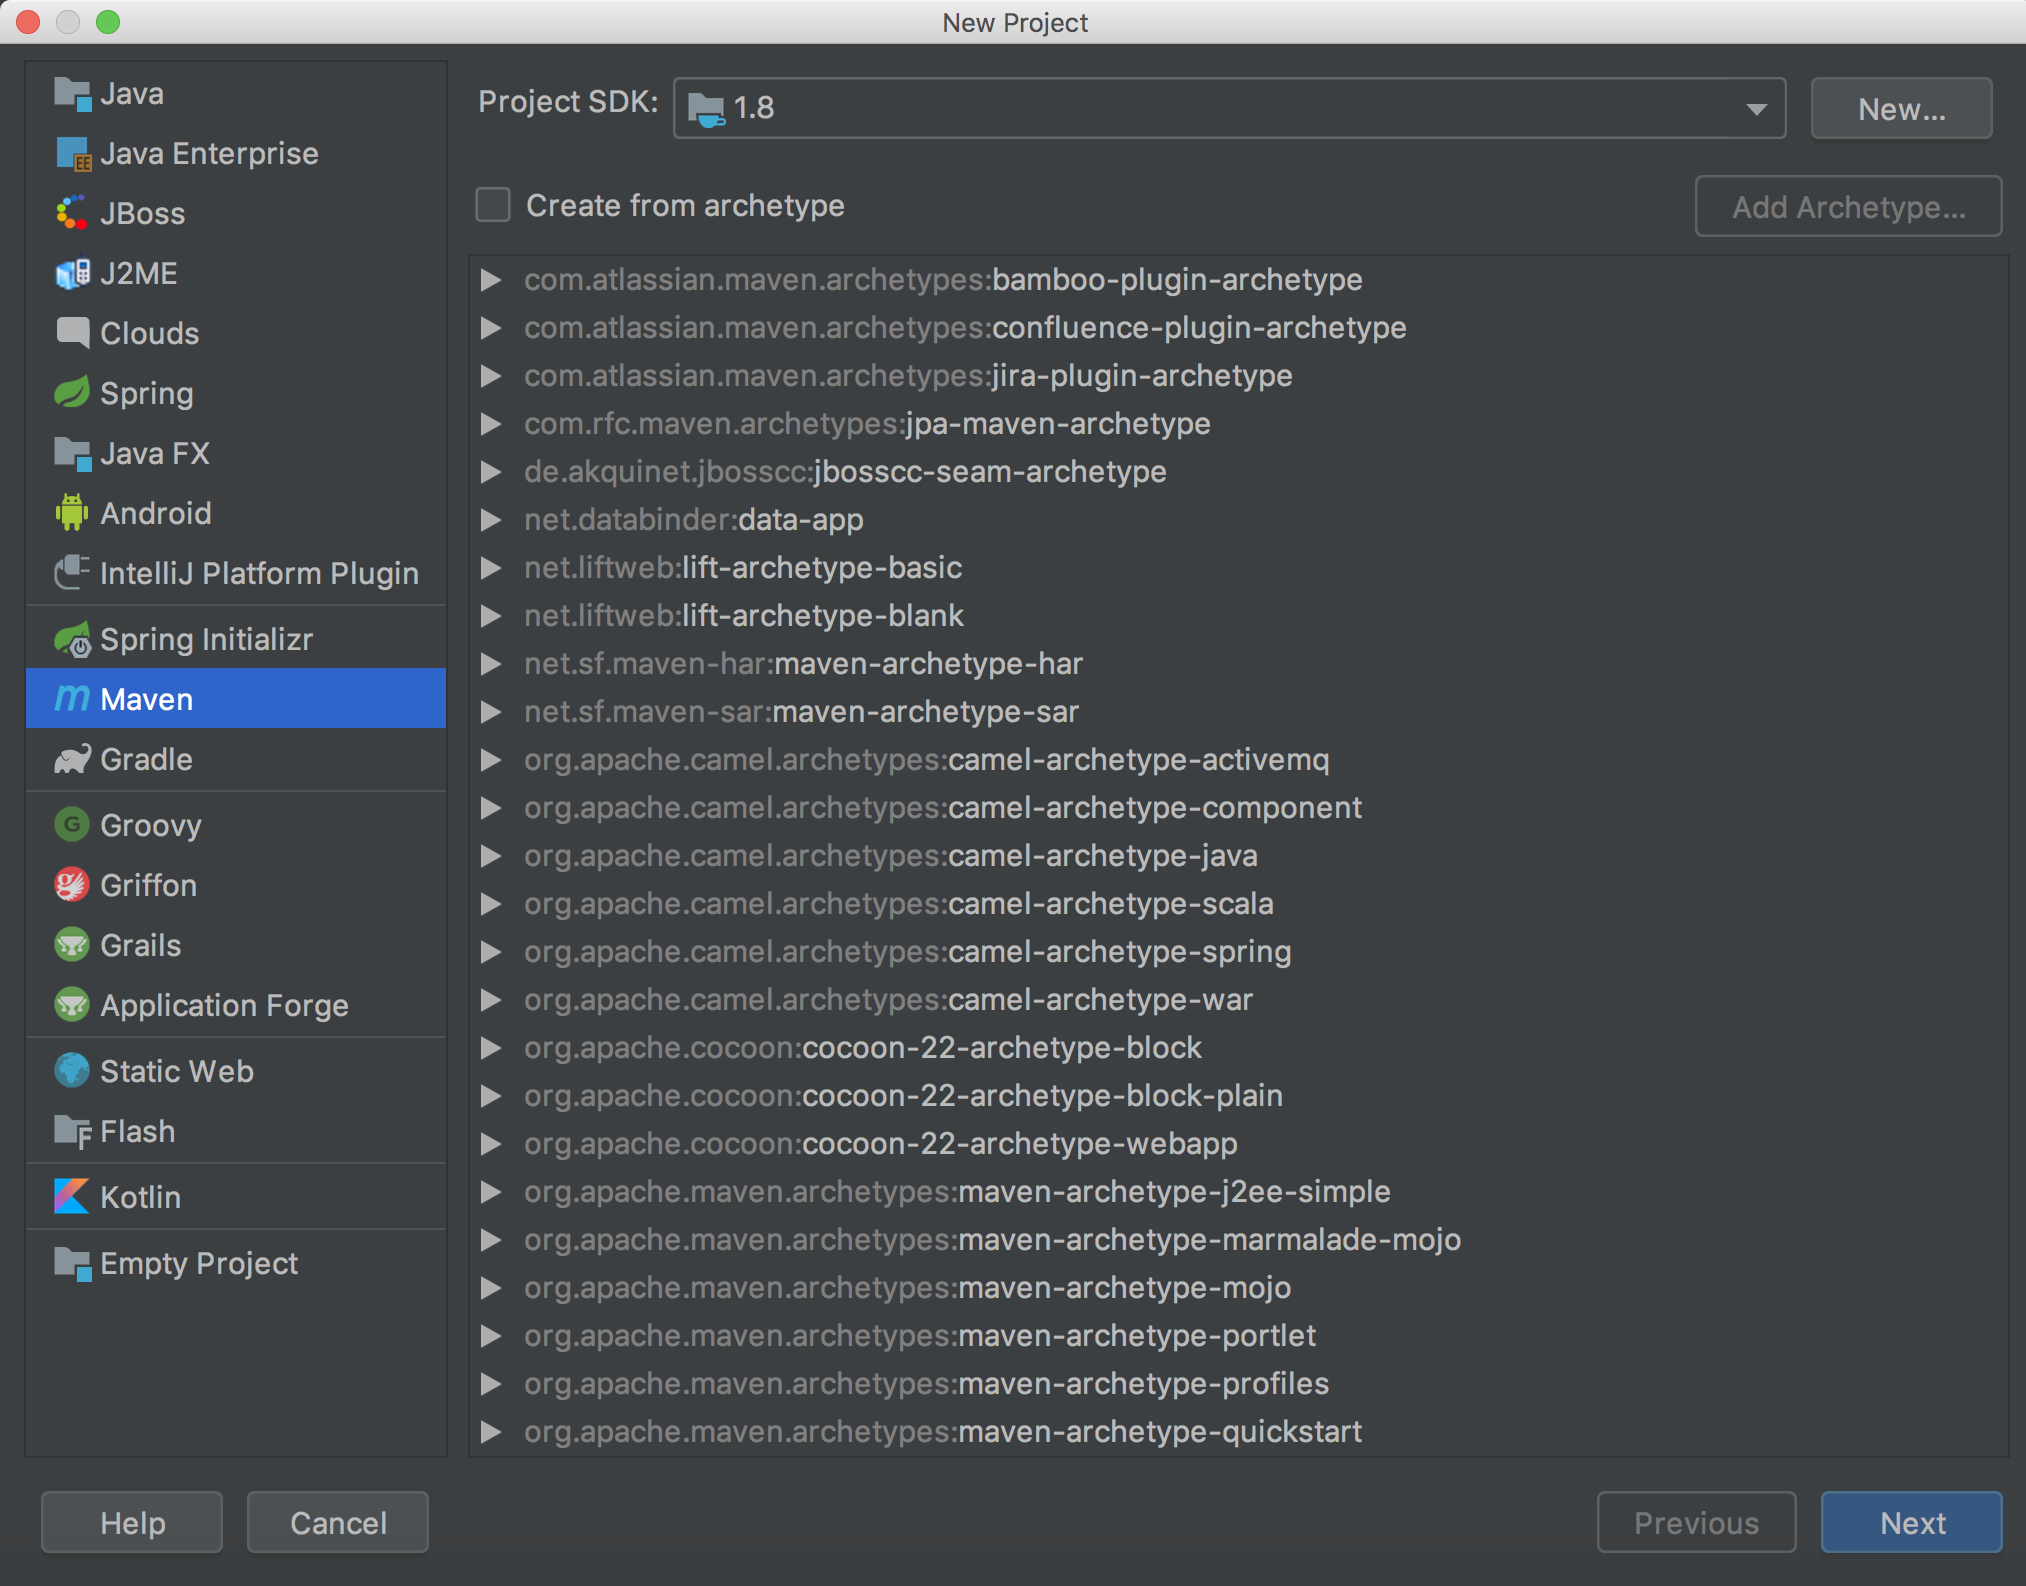 New Project
Java
Java Enterprise
JBoss
J2ME
Clouds
Spring
Java FX
Android
IntelliJ Platform Plugin
Spring Initializr
Maven
Gradle
Groovy
Griffon
Grails
Application Forge
Static Web
Flash
Kotlin
Empty Project
Project SDK: 1.8 New...
Create from archetype Add Archetype...
com.atlassian.maven.archetypes:bamboo-plugin-archetype
com.atlassian.maven.archetypes:confluence-plugin-archetype
com.atlassian.maven.archetypes:jira-plugin-archetype
com.rfc.maven.archetypes:jpa-maven-archetype
de.akquinet.jbosscc:jbosscc-seam-archetype
net.databinder:data-app
net.liftweb:lift-archetype-basic
net.liftweb:lift-archetype-blank
net.sf.maven-har:maven-archetype-har
net.sf.maven-sar:maven-archetype-sar
org.apache.camel.archetypes:camel-archetype-activemq
org.apache.camel.archetypes:camel-archetype-component
org.apache.camel.archetypes:camel-archetype-java
org.apache.camel.archetypes:camel-archetype-scala
org.apache.camel.archetypes:camel-archetype-spring
org.apache.camel.archetypes:camel-archetype-war
org.apache.cocoon:cocoon-22-archetype-block
org.apache.cocoon:cocoon-22-archetype-block-plain
org.apache.cocoon:cocoon-22-archetype-webapp
org.apache.maven.archetypes:maven-archetype-j2ee-simple
org.apache.maven.archetypes:maven-archetype-marmalade-mojo
org.apache.maven.archetypes:maven-archetype-mojo
org.apache.maven.archetypes:maven-archetype-portlet
org.apache.maven.archetypes:maven-archetype-profiles
org.apache.maven.archetypes:maven-archetype-quickstart
Help Cancel Previous Next